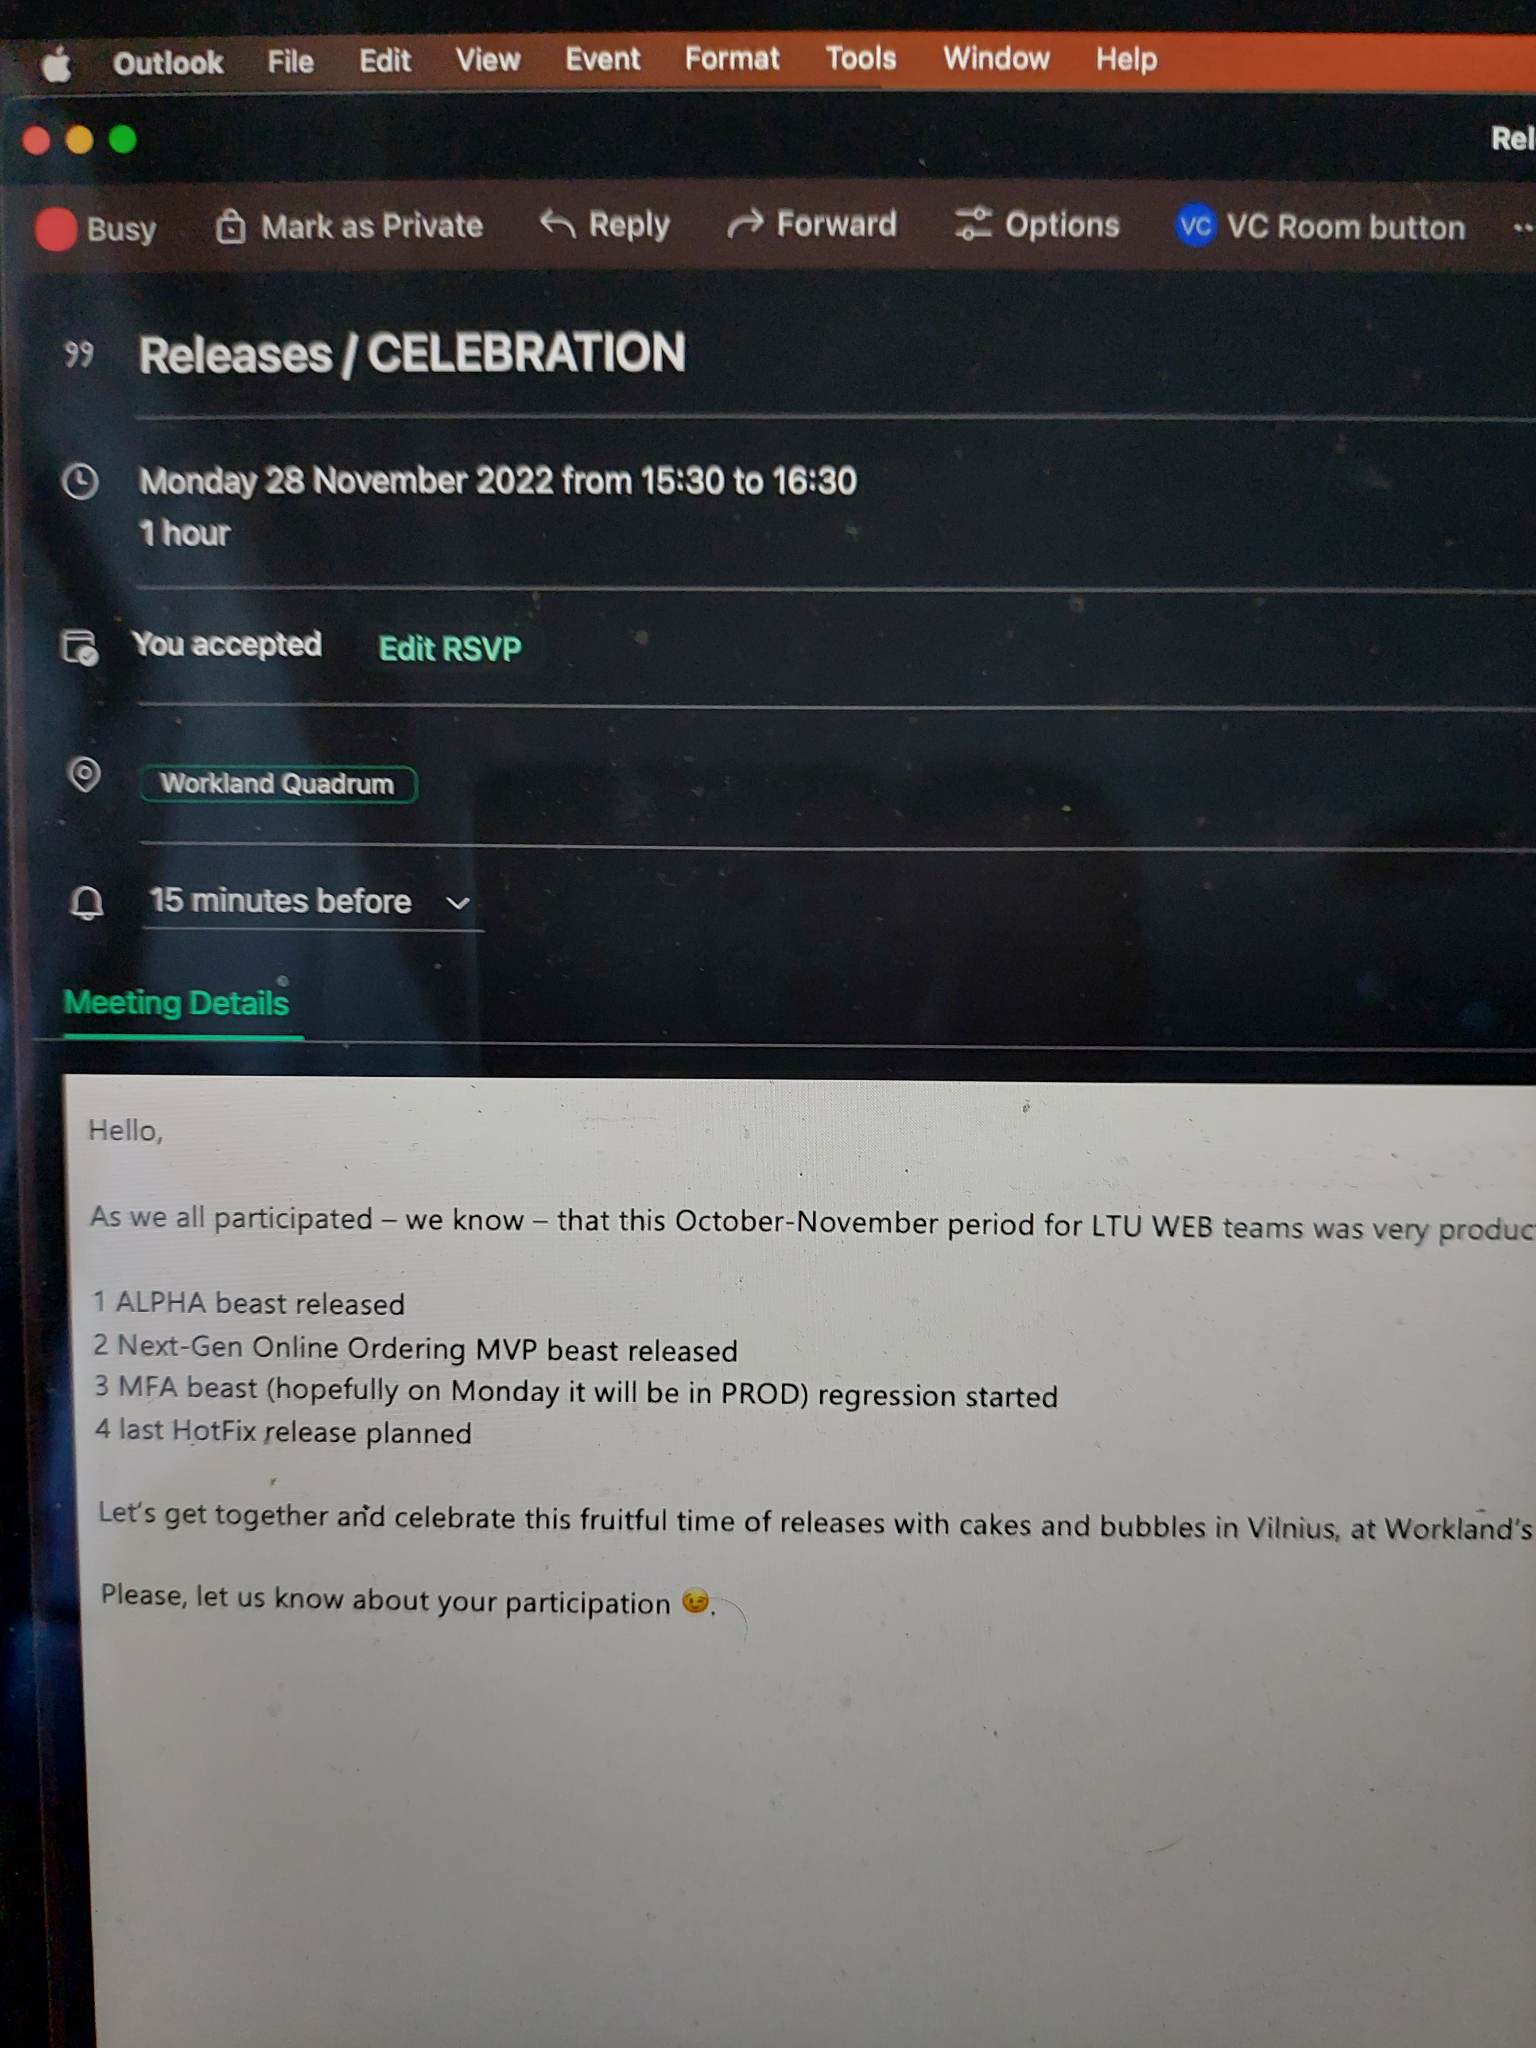 Outlook File Edit View Event Format Tools Window Help
Rel
Busy Mark as Private Reply Forward Options VC VC Room button ..
Releases / CELEBRATION
Monday 28 November 2022 from 15:30 to 16:30
1 hour
You accepted Edit RSVP
Workland Quadrum
15 minutes before
Meeting Details
Hello,
As we all participated – we know – that this October-November period for LTU WEB teams was very produc
1 ALPHA beast released
2 Next-Gen Online Ordering MVP beast released
3 MFA beast (hopefully on Monday it will be in PROD) regression started
4 last HotFix release planned
Let's get together and celebrate this fruitful time of releases with cakes and bubbles in Vilnius, at Workland's
Please, let us know about your participation 😉.